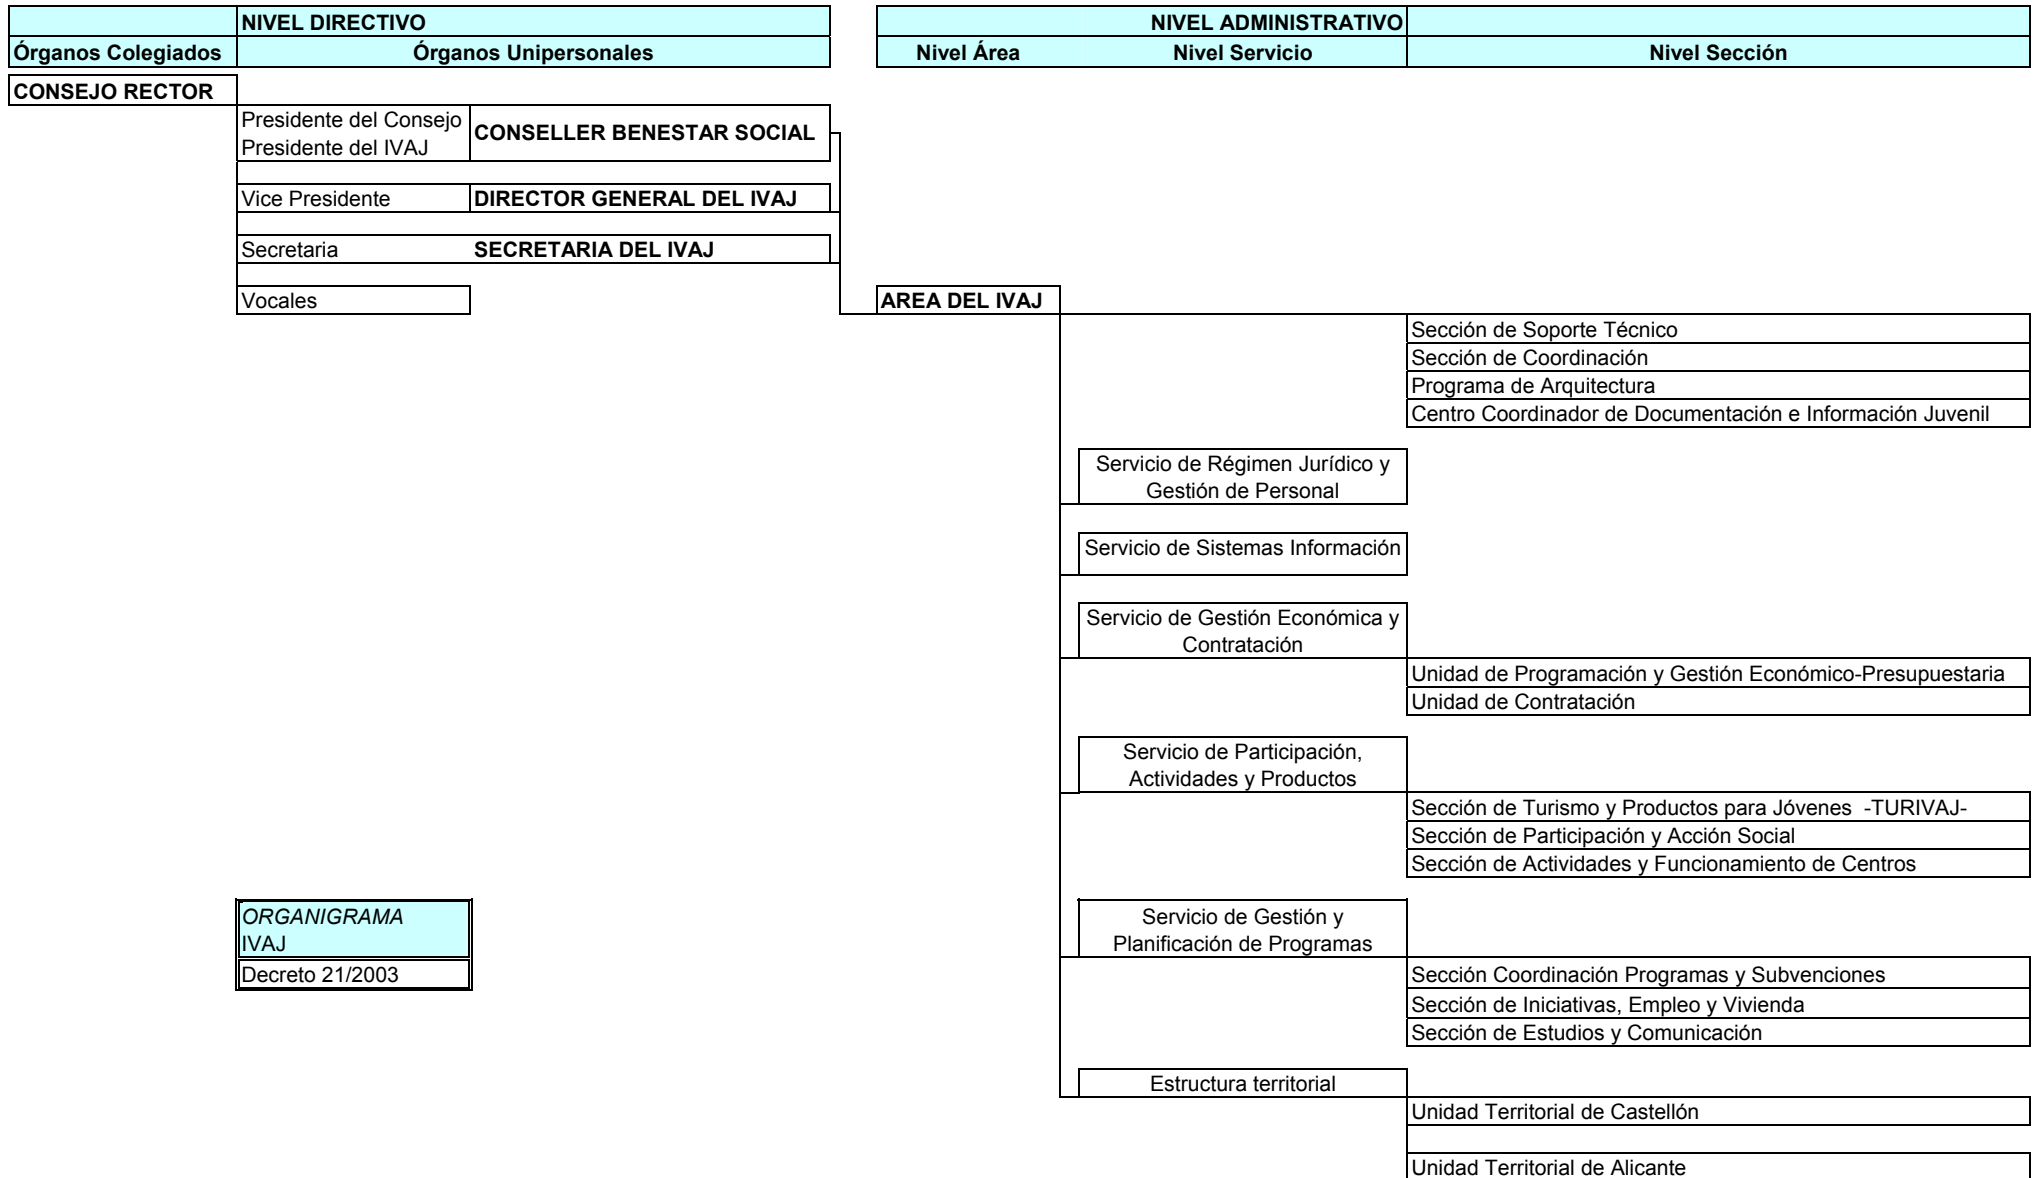 NIVEL DIRECTIVO
NIVEL ADMINISTRATIVO
Órganos Colegiados
Órganos Unipersonales
Nivel Área
Nivel Servicio
Nivel Sección
CONSEJO RECTOR
Presidente del Consejo
Presidente del IVAJ
CONSELLER BENESTAR SOCIAL
Vice Presidente
DIRECTOR GENERAL DEL IVAJ
Secretaria
SECRETARIA DEL IVAJ
Vocales
AREA DEL IVAJ
Sección de Soporte Técnico
Sección de Coordinación
Programa de Arquitectura
Centro Coordinador de Documentación e Información Juvenil
Servicio de Régimen Jurídico y
Gestión de Personal
Servicio de Sistemas Información
Servicio de Gestión Económica y
Contratación
Unidad de Programación y Gestión Económico-Presupuestaria
Unidad de Contratación
Servicio de Participación,
Actividades y Productos
Sección de Turismo y Productos para Jóvenes -TURIVAJ-
Sección de Participación y Acción Social
Sección de Actividades y Funcionamiento de Centros
ORGANIGRAMA
IVAJ
Decreto 21/2003
Servicio de Gestión y
Planificación de Programas
Sección Coordinación Programas y Subvenciones
Sección de Iniciativas, Empleo y Vivienda
Sección de Estudios y Comunicación
Estructura territorial
Unidad Territorial de Castellón
Unidad Territorial de Alicante